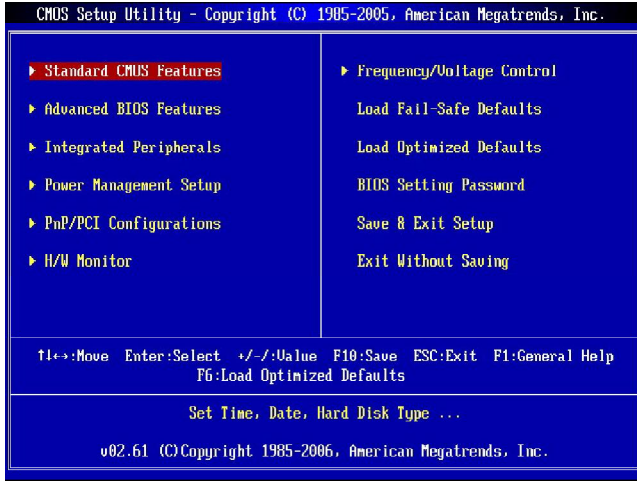 CMOS Setup Utility - Copyright (C) 1985-2005, American Megatrends, Inc.
▶ Standard CMOS Features
▶ Advanced BIOS Features
▶ Integrated Peripherals
▶ Power Management Setup
▶ PnP/PCI Configurations
▶ H/W Monitor
▶ Frequency/Voltage Control
Load Fail-Safe Defaults
Load Optimized Defaults
BIOS Setting Password
Save & Exit Setup
Exit Without Saving
↑↓←→:Move Enter:Select +/-/:Value F10:Save ESC:Exit F1:General Help
F6:Load Optimized Defaults
Set Time, Date, Hard Disk Type ...
v02.61 (C)Copyright 1985-2006, American Megatrends, Inc.